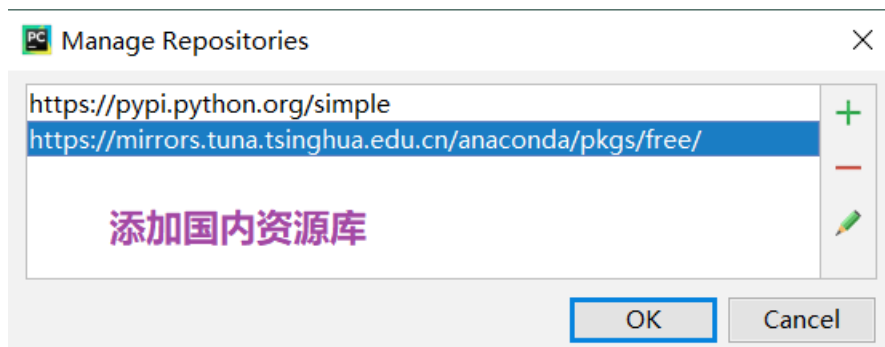 PC Manage Repositories
https://pypi.python.org/simple
https://mirrors.tuna.tsinghua.edu.cn/anaconda/pkgs/free/
添加国内资源库
OK Cancel